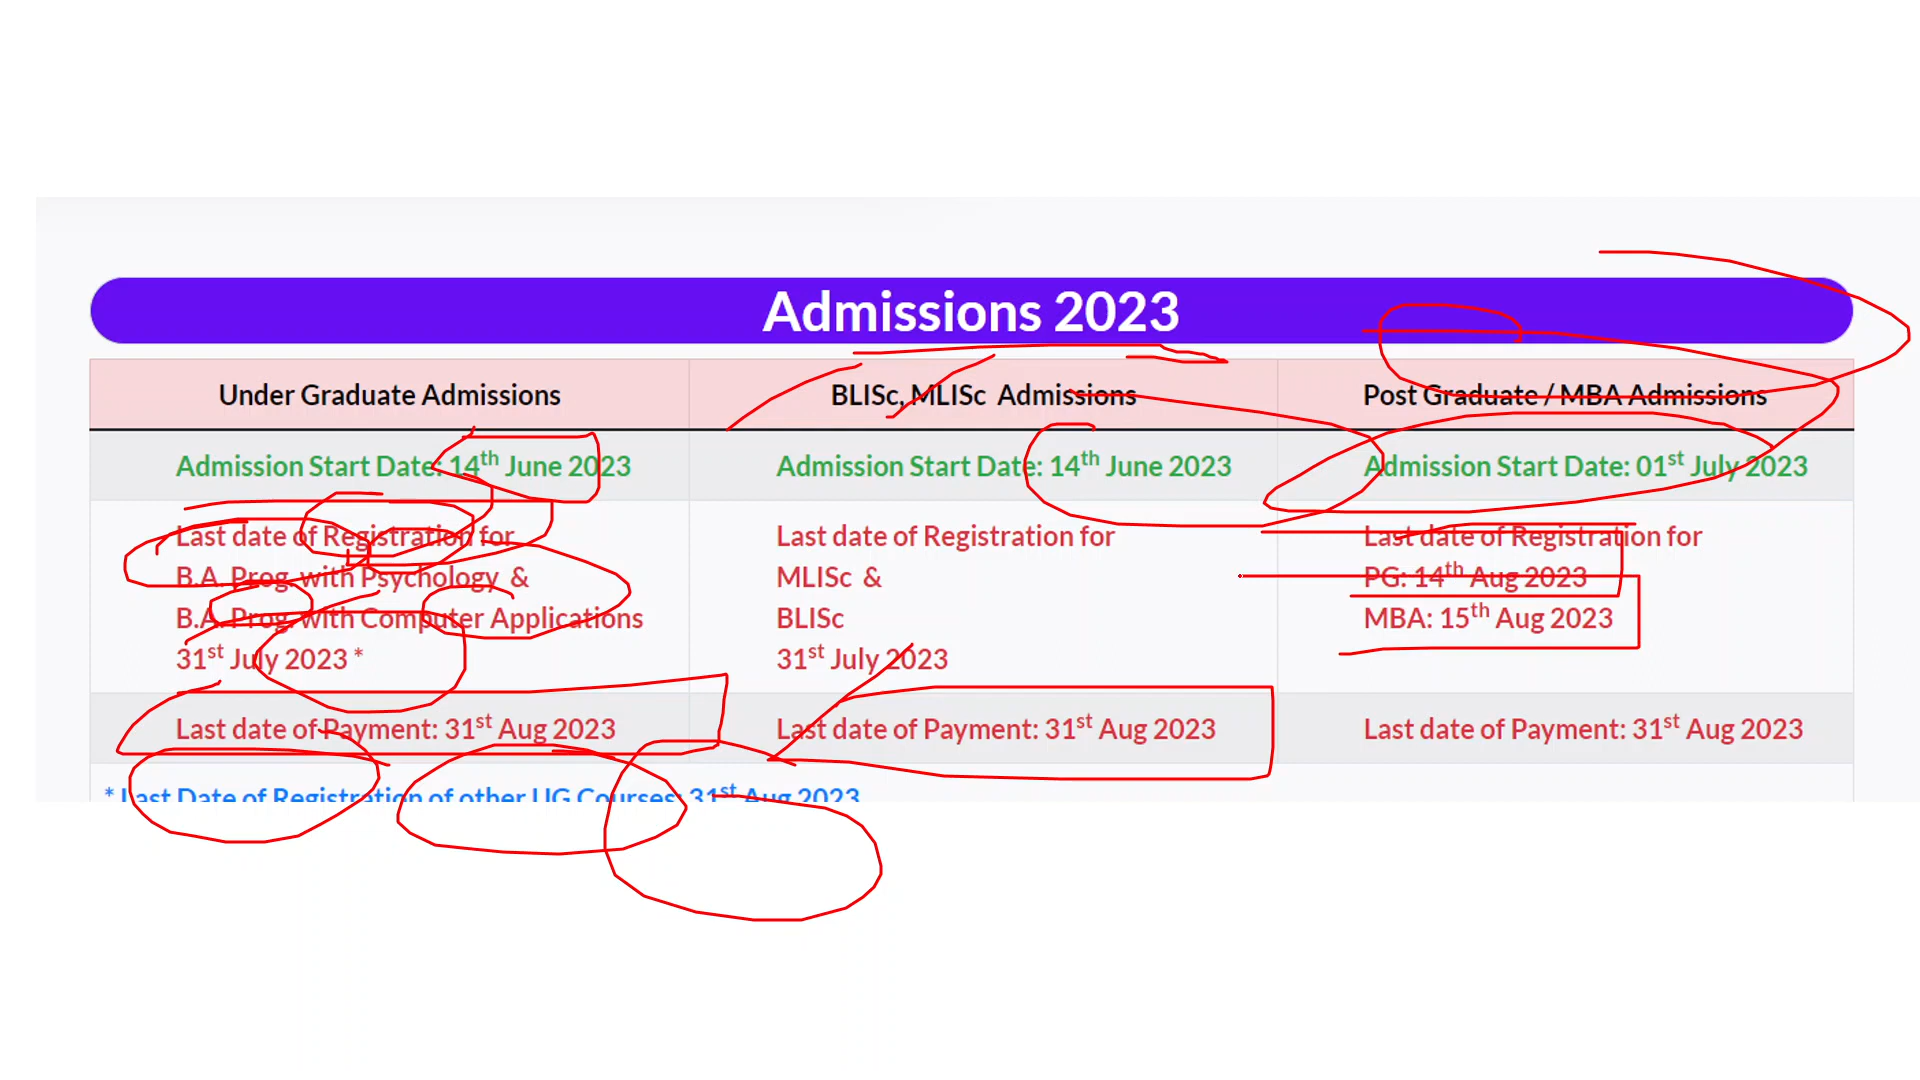 Admissions 2023
Under Graduate Admissions
BLISc, MLISc Admissions
Post Graduate / MBA Admissions
Admission Start Date: 14th June 2023
Admission Start Date: 14th June 2023
Admission Start Date: 01st July 2023
Last date of Registration for
B.A. Prog. with Psychology &
B.A. Prog. with Computer Applications
31st July 2023 *
Last date of Registration for
MLISc &
BLISc
31st July 2023
Last date of Registration for
PG: 14th Aug 2023
MBA: 15th Aug 2023
Last date of Payment: 31st Aug 2023
Last date of Payment: 31st Aug 2023
Last date of Payment: 31st Aug 2023
* Last Date of Registration of other UG Courses: 31st Aug 2023